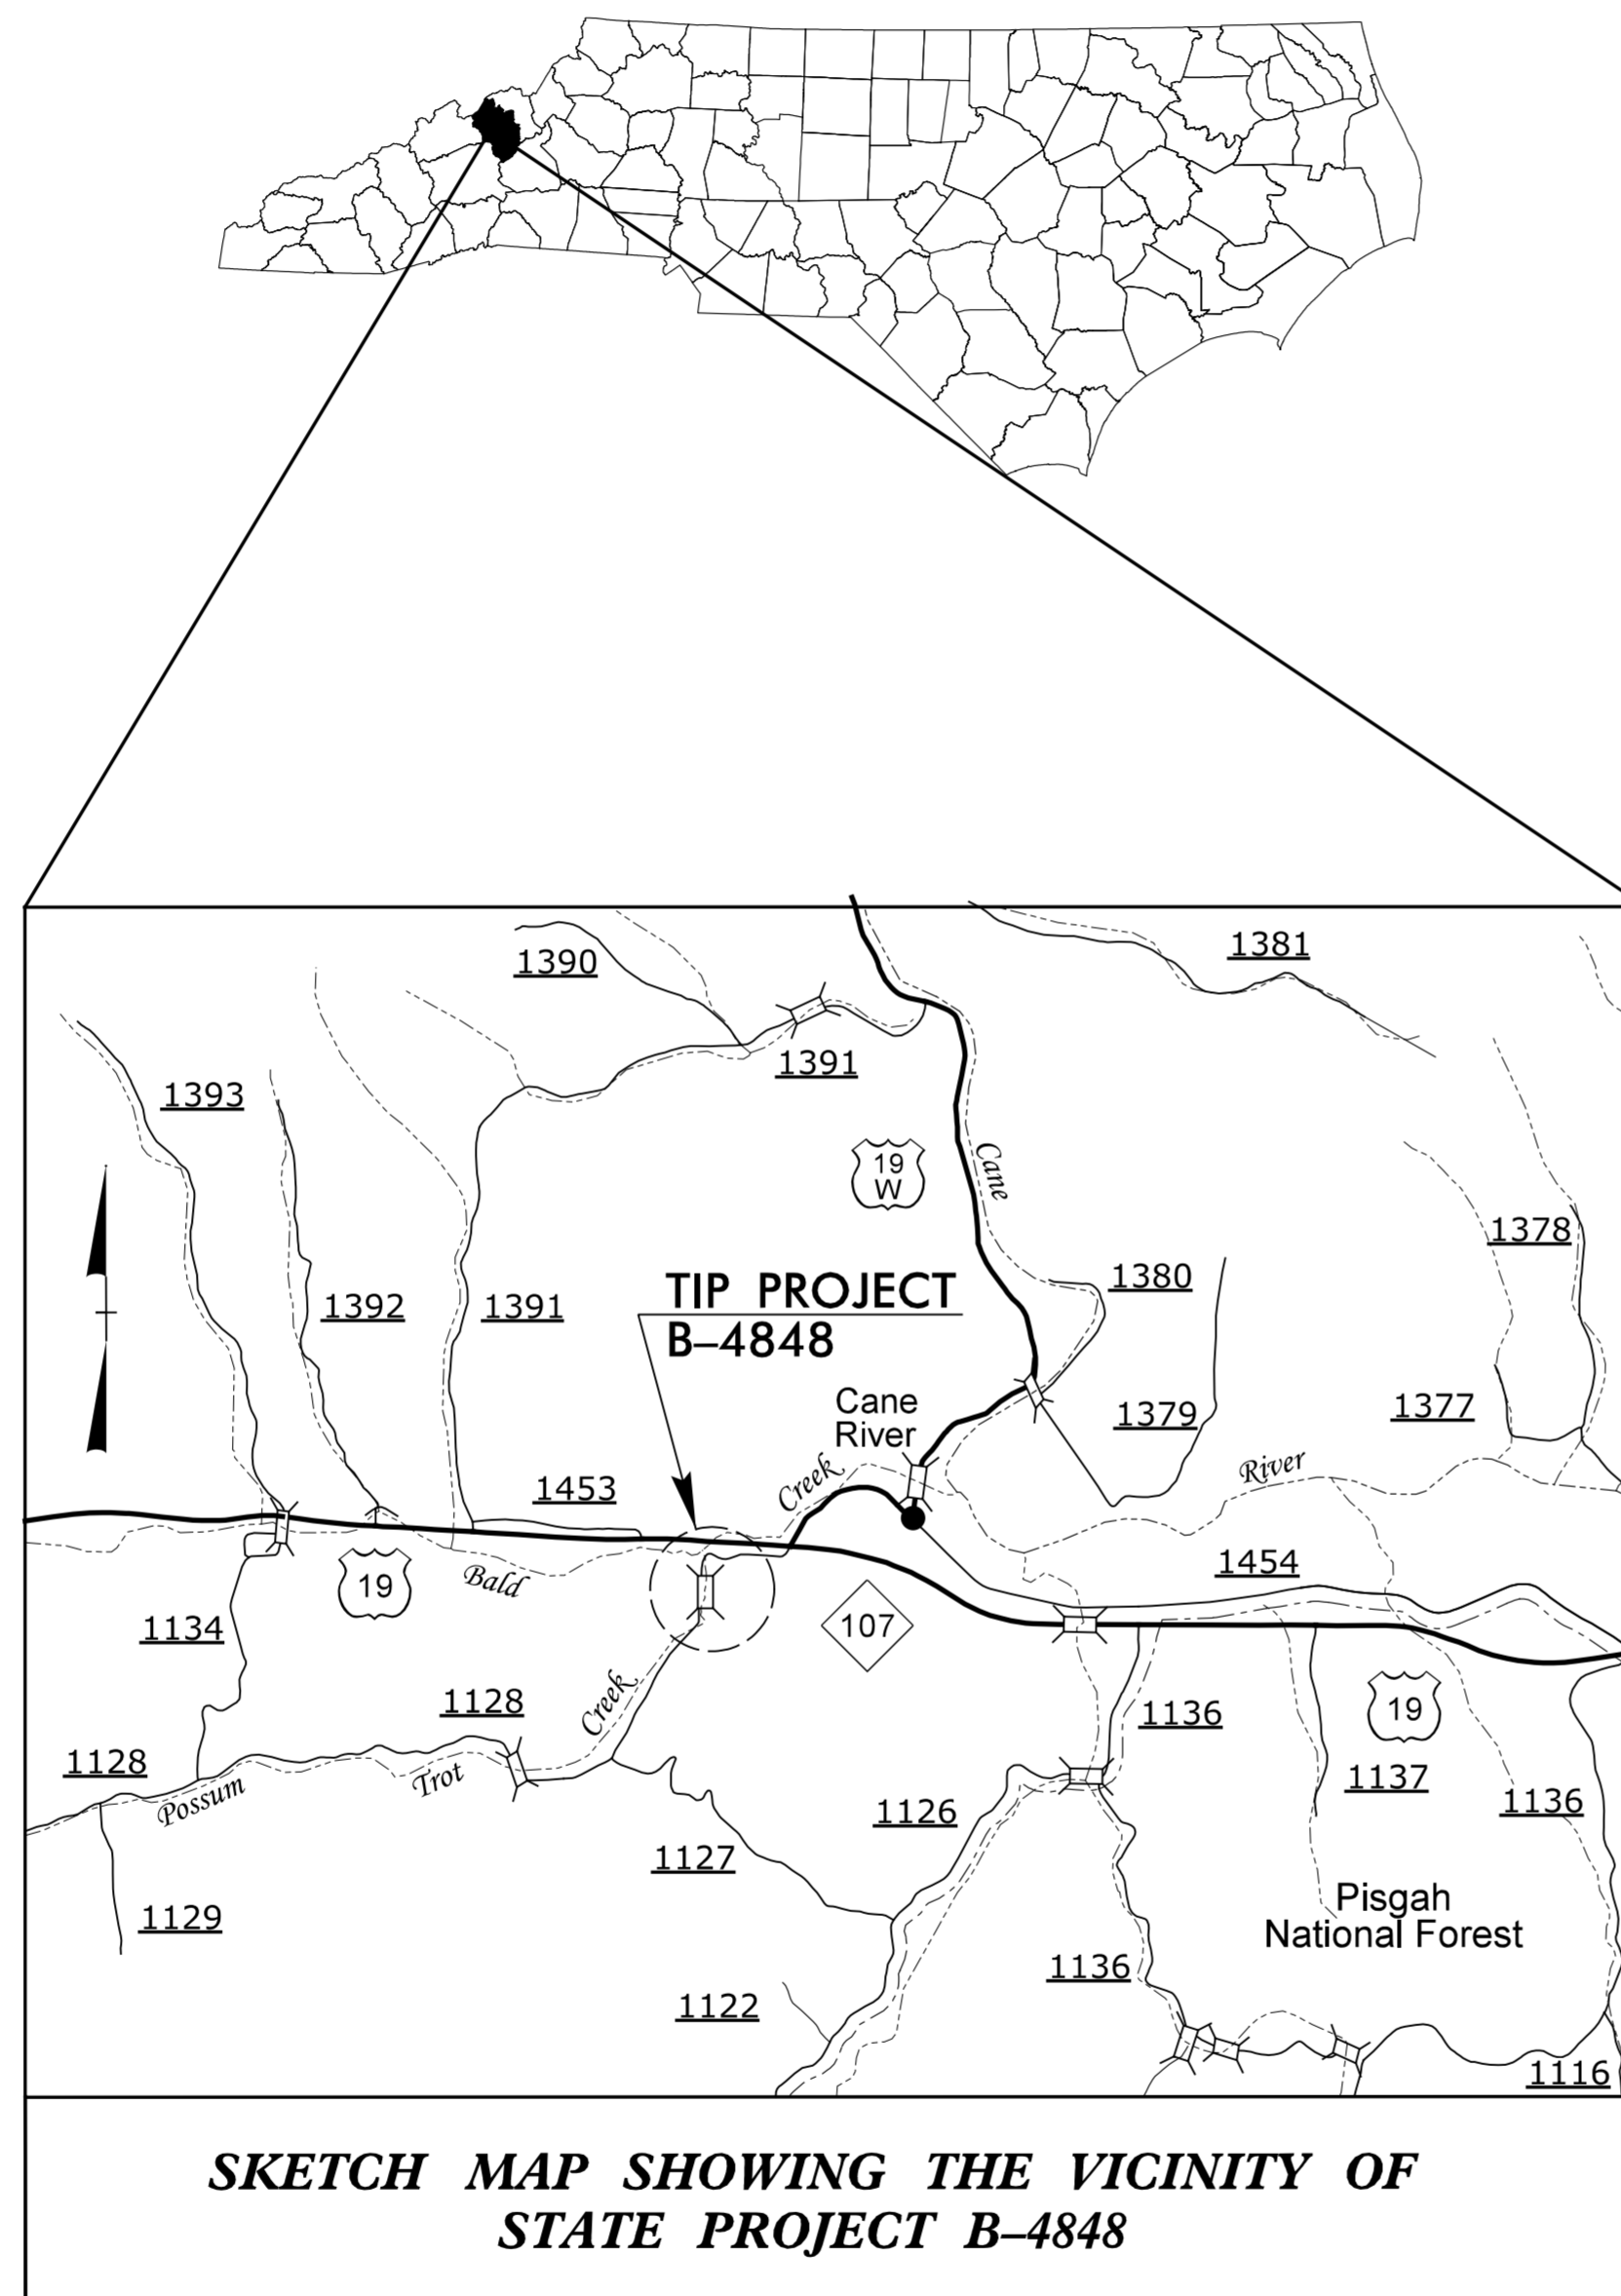 1390
1381
1391
1393
Cane
19
W
1378
1392
1391
TIP PROJECT
B–4848
1380
Cane
River
1379
1377
1453
Creek
River
19
Bald
1454
107
1134
1128
Creek
1136
19
1128
Possum
Trot
1137
1136
1126
1127
1129
Pisgah
National Forest
1136
1122
1116
SKETCH MAP SHOWING THE VICINITY OF
STATE PROJECT B–4848